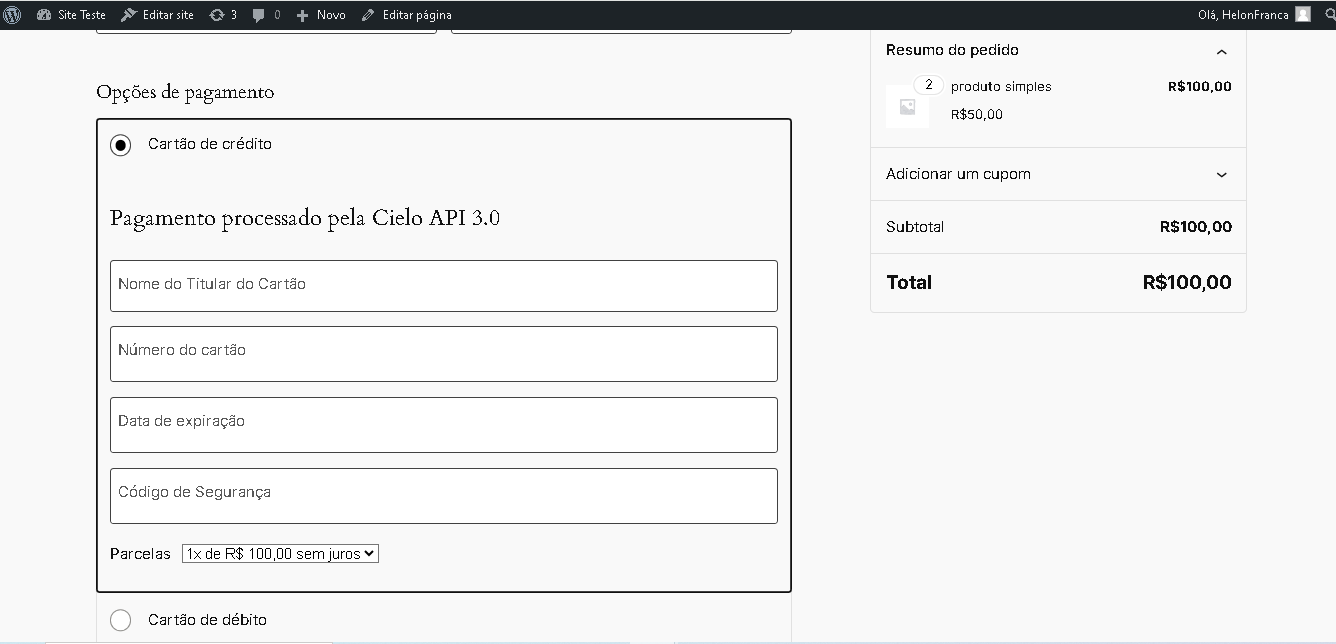 Site Teste Editar site 3 0 Novo Editar página Olá, HelonFranca
Opções de pagamento
Cartão de crédito
Pagamento processado pela Cielo API 3.0
Nome do Titular do Cartão
Número do cartão
Data de expiração
Código de Segurança
Parcelas 1x de R$ 100,00 sem juros
Cartão de débito
Resumo do pedido
2 produto simples R$100,00
R$50,00
Adicionar um cupom
Subtotal R$100,00
Total R$100,00